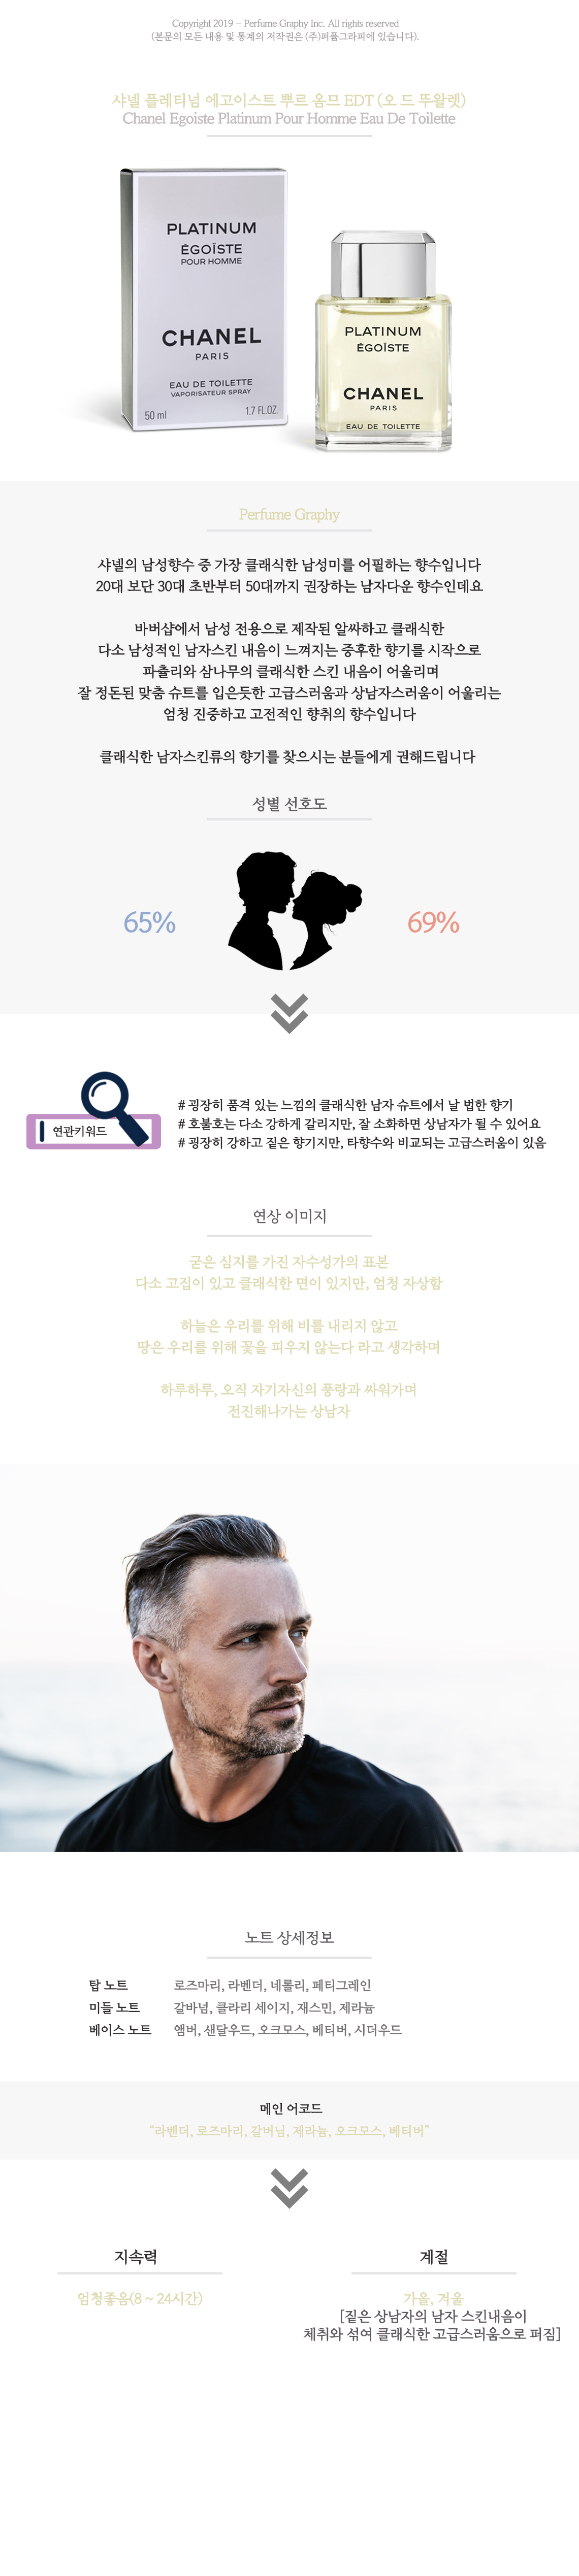 Copyright 2019 - Perfume Graphy Inc. All rights reserved
(본문의 모든 내용 및 통계의 저작권은 (주)퍼퓸그라피에 있습니다).
샤넬 플레티넘 에고이스트 뿌르 옴므 EDT (오 드 뚜왈렛)
Chanel Egoiste Platinum Pour Homme Eau De Toilette
PLATINUM
ÉGOÏSTE
POUR HOMME
CHANEL
PARIS
EAU DE TOILETTE
VAPORISATEUR SPRAY
50 ml
1.7 FL.OZ.
PLATINUM
ÉGOÏSTE
CHANEL
PARIS
EAU DE TOILETTE
Perfume Graphy
샤넬의 남성향수 중 가장 클래식한 남성미를 어필하는 향수입니다
20대 보단 30대 초반부터 50대까지 권장하는 남자다운 향수인데요
바버샵에서 남성 전용으로 제작된 알싸하고 클래식한
다소 남성적인 남자스킨 내음이 느껴지는 중후한 향기를 시작으로
파츌리와 삼나무의 클래식한 스킨 내음이 어울리며
잘 정돈된 맞춤 슈트를 입은듯한 고급스러움과 상남자스러움이 어울리는
엄청 진중하고 고전적인 향취의 향수입니다
클래식한 남자스킨류의 향기를 찾으시는 분들에게 권해드립니다
성별 선호도
65%
69%
연관키워드
# 굉장히 품격 있는 느낌의 클래식한 남자 슈트에서 날 법한 향기
# 호불호는 다소 강하게 갈리지만, 잘 소화하면 상남자가 될 수 있어요
# 굉장히 강하고 짙은 향기지만, 타향수와 비교되는 고급스러움이 있음
연상 이미지
굳은 심지를 가진 자수성가의 표본
다소 고집이 있고 클래식한 면이 있지만, 엄청 자상함
하늘은 우리를 위해 비를 내리지 않고
땅은 우리를 위해 꽃을 피우지 않는다 라고 생각하며
하루하루, 오직 자기자신의 풍랑과 싸워가며
전진해나가는 상남자
노트 상세정보
탑 노트 로즈마리, 라벤더, 네롤리, 페티그레인
미들 노트 갈바넘, 클라리 세이지, 재스민, 제라늄
베이스 노트 앰버, 샌달우드, 오크모스, 베티버, 시더우드
메인 어코드
“라벤더, 로즈마리, 갈버넘, 제라늄, 오크모스, 베티버”
지속력
엄청좋음(8 ~ 24시간)
계절
가을, 겨울
[짙은 상남자의 남자 스킨내음이
체취와 섞여 클래식한 고급스러움으로 퍼짐]